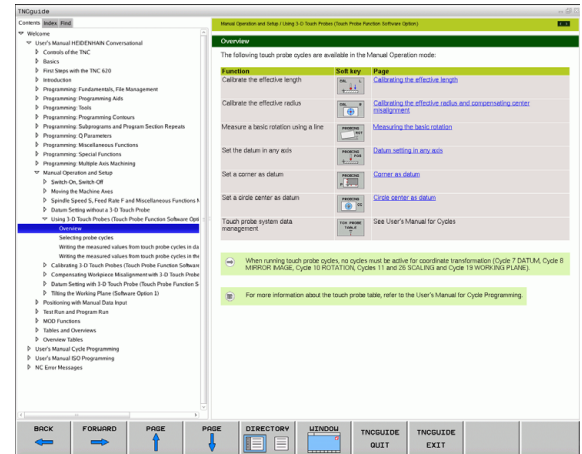 TNCguide
Contents Index Find
Welcome
User's Manual HEIDENHAIN Conversational
Controls of the TNC
Basics
First Steps with the TNC 620
Introduction
Programming: Fundamentals, File Management
Programming: Programming Aids
Programming: Tools
Programming: Programming Contours
Programming: Subprograms and Program Section Repeats
Programming: Q Parameters
Programming: Miscellaneous Functions
Programming: Special Functions
Programming: Multiple Axis Machining
Manual Operation and Setup
Switch-On, Switch-Off
Moving the Machine Axes
Spindle Speed S, Feed Rate F and Miscellaneous Functions M
Datum Setting without a 3-D Touch Probe
Using 3-D Touch Probes (Touch Probe Function Software Opti
Overview
Selecting probe cycles
Writing the measured values from touch probe cycles in da
Writing the measured values from touch probe cycles in the
Calibrating 3-D Touch Probes (Touch Probe Function Software
Compensating Workpiece Misalignment with 3-D Touch Probe
Datum Setting with 3-D Touch Probe (Touch Probe Function S
Tilting the Working Plane (Software Option 1)
Positioning with Manual Data Input
Test Run and Program Run
MOD Functions
Tables and Overviews
Overview Tables
User's Manual Cycle Programming
User's Manual ISO Programming
NC Error Messages
Manual Operation and Setup / Using 3-D Touch Probes (Touch Probe Function Software Option)
Overview
The following touch probe cycles are available in the Manual Operation mode:
Function Soft key Page
Calibrate the effective length CAL L Calibrating the effective length
Calibrate the effective radius CAL R Calibrating the effective radius and compensating center
misalignment
Measure a basic rotation using a line PROBING ROT Measuring the basic rotation
Set the datum in any axis PROBING POS Datum setting in any axis
Set a corner as datum PROBING P Corner as datum
Set a circle center as datum PROBING CC Circle center as datum
Touch probe system data
management TCH PROBE TABLE See User's Manual for Cycles
When running touch probe cycles, no cycles must be active for coordinate transformation (Cycle 7 DATUM, Cycle 8
MIRROR IMAGE, Cycle 10 ROTATION, Cycles 11 and 26 SCALING and Cycle 19 WORKING PLANE).
For more information about the touch probe table, refer to the User's Manual for Cycle Programming.
BACK FORWARD PAGE PAGE DIRECTORY WINDOW TNCGUIDE TNCGUIDE
QUIT EXIT